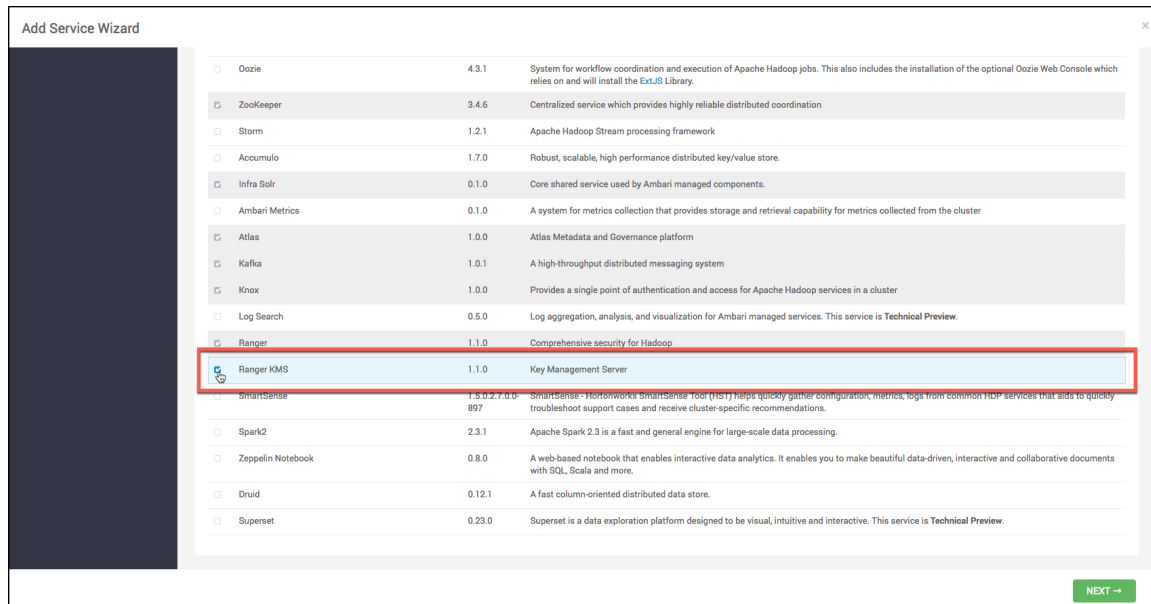 Add Service Wizard
×
Oozie 4.3.1 System for workflow coordination and execution of Apache Hadoop jobs. This also includes the installation of the optional Oozie Web Console which
relies on and will install the ExtJS Library.
ZooKeeper 3.4.6 Centralized service which provides highly reliable distributed coordination
Storm 1.2.1 Apache Hadoop Stream processing framework
Accumulo 1.7.0 Robust, scalable, high performance distributed key/value store.
Infra Solr 0.1.0 Core shared service used by Ambari managed components.
Ambari Metrics 0.1.0 A system for metrics collection that provides storage and retrieval capability for metrics collected from the cluster
Atlas 1.0.0 Atlas Metadata and Governance platform
Kafka 1.0.1 A high-throughput distributed messaging system
Knox 1.0.0 Provides a single point of authentication and access for Apache Hadoop services in a cluster
Log Search 0.5.0 Log aggregation, analysis, and visualization for Ambari managed services. This service is Technical Preview.
Ranger 1.1.0 Comprehensive security for Hadoop
Ranger KMS 1.1.0 Key Management Server
SmartSense 1.5.0.2.7.0.0- SmartSense - Hortonworks SmartSense Tool (HST) helps quickly gather configuration, metrics, logs from common HDP services that aids to quickly
897 troubleshoot support cases and receive cluster-specific recommendations.
Spark2 2.3.1 Apache Spark 2.3 is a fast and general engine for large-scale data processing.
Zeppelin Notebook 0.8.0 A web-based notebook that enables interactive data analytics. It enables you to make beautiful data-driven, interactive and collaborative documents
with SQL, Scala and more.
Druid 0.12.1 A fast column-oriented distributed data store.
Superset 0.23.0 Superset is a data exploration platform designed to be visual, intuitive and interactive. This service is Technical Preview.
NEXT →